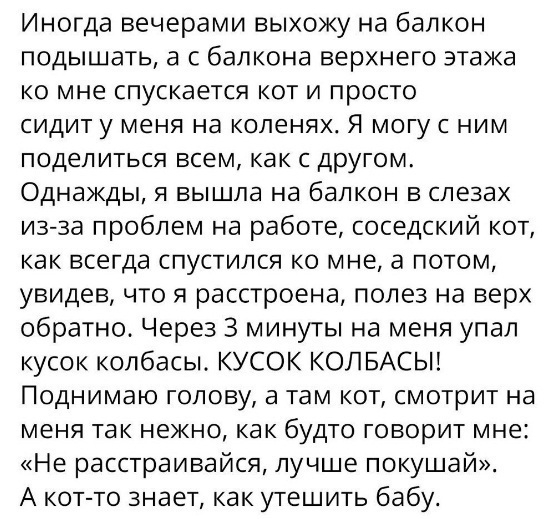 Иногда вечерами выхожу на балкон
подышать, а с балкона верхнего этажа
ко мне спускается кот и просто
сидит у меня на коленях. Я могу с ним
поделиться всем, как с другом.
Однажды, я вышла на балкон в слезах
из-за проблем на работе, соседский кот,
как всегда спустился ко мне, а потом,
увидев, что я расстроена, полез на верх
обратно. Через 3 минуты на меня упал
кусок колбасы. КУСОК КОЛБАСЫ!
Поднимаю голову, а там кот, смотрит на
меня так нежно, как будто говорит мне:
«Не расстраивайся, лучше покушай».
А кот-то знает, как утешить бабу.